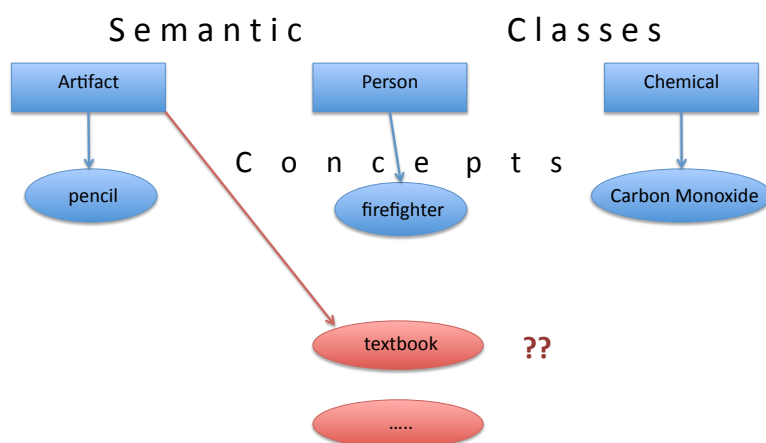 Semantic Classes
Artifact Person Chemical
Concepts
pencil firefighter Carbon Monoxide
textbook ??
.....